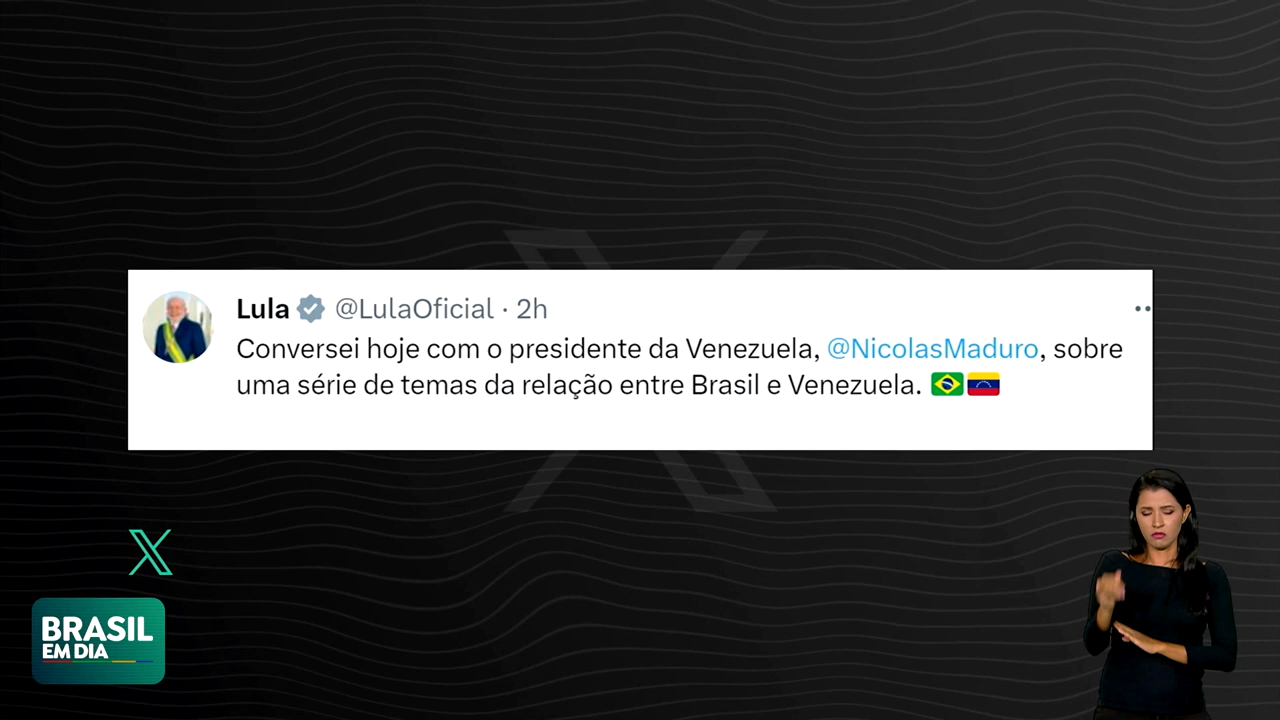 Lula @LulaOficial · 2h
Conversei hoje com o presidente da Venezuela, @NicolasMaduro, sobre
uma série de temas da relação entre Brasil e Venezuela. 🇧🇷🇻🇪
BRASIL
EM DIA